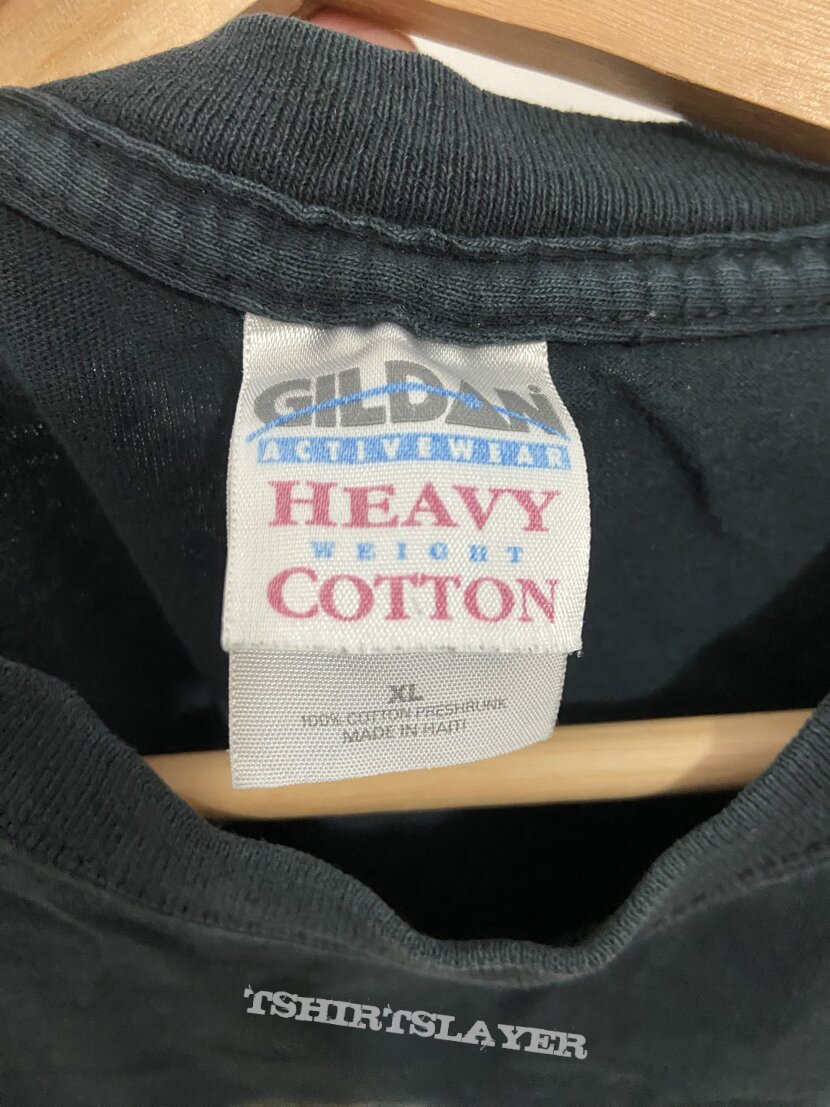 GILDAN
ACTIVEWEAR
HEAVY
WEIGHT
COTTON
XL
100% COTTON PRESHRUNK
MADE IN HAITI
TSHIRTSLAYER